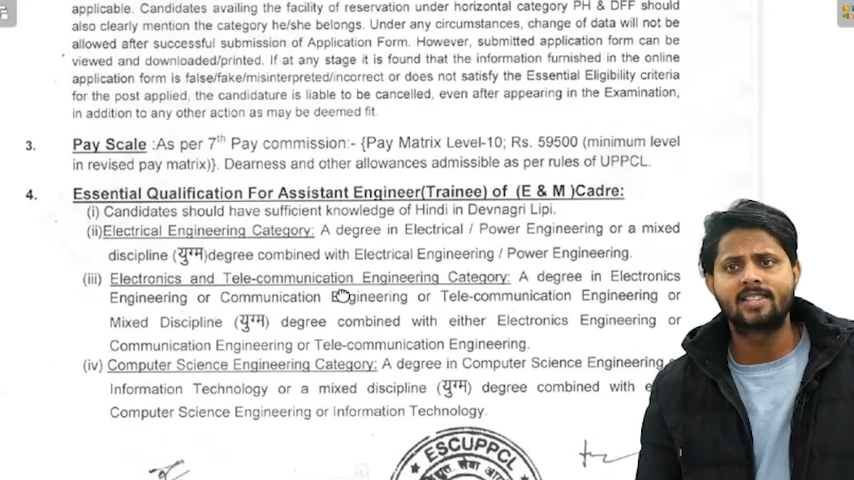 applicable. Candidates availing the facility of reservation under horizontal category PH & DFF should
also clearly mention the category he/she belongs. Under any circumstances, change of data will not be
allowed after successful submission of Application Form. However, submitted application form can be
viewed and downloaded/printed. If at any stage it is found that the information furnished in the online
application form is false/fake/misinterpreted/incorrect or does not satisfy the Essential Eligibility criteria
for the post applied, the candidature is liable to be cancelled, even after appearing in the Examination,
in addition to any other action as may be deemed fit.
3. Pay Scale :As per 7th Pay commission:- {Pay Matrix Level-10; Rs. 59500 (minimum level
in revised pay matrix)}. Dearness and other allowances admissible as per rules of UPPCL.
4. Essential Qualification For Assistant Engineer(Trainee) of (E & M )Cadre:
(i) Candidates should have sufficient knowledge of Hindi in Devnagri Lipi.
(ii)Electrical Engineering Category: A degree in Electrical / Power Engineering or a mixed
discipline (युग्म)degree combined with Electrical Engineering / Power Engineering.
(iii) Electronics and Tele-communication Engineering Category: A degree in Electronics
Engineering or Communication Engineering or Tele-communication Engineering or
Mixed Discipline (युग्म) degree combined with either Electronics Engineering or
Communication Engineering or Tele-communication Engineering.
(iv) Computer Science Engineering Category: A degree in Computer Science Engineering
Information Technology or a mixed discipline (युग्म) degree combined with
Computer Science Engineering or Information Technology.
ESCUPPCL
विद्युत सेवा